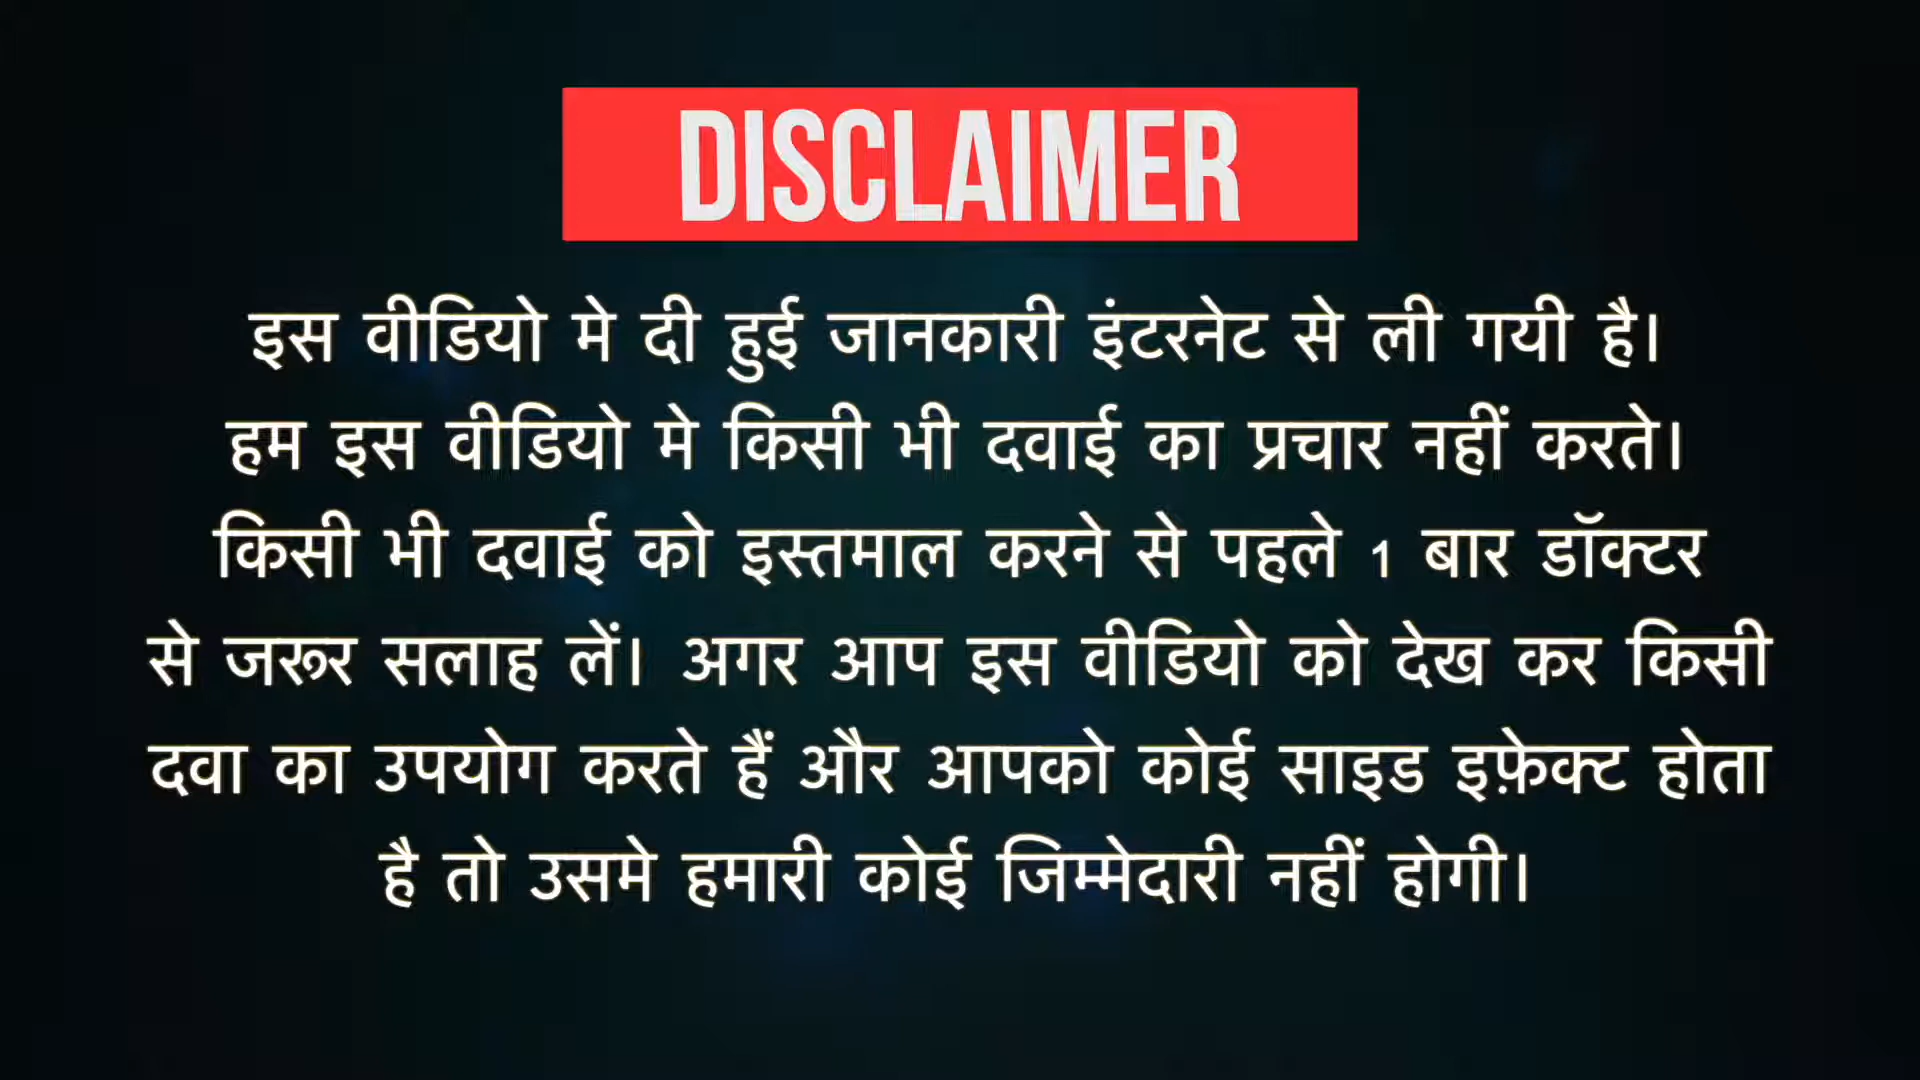 DISCLAIMER
इस वीडियो मे दी हुई जानकारी इंटरनेट से ली गयी है।
हम इस वीडियो मे किसी भी दवाई का प्रचार नहीं करते।
किसी भी दवाई को इस्तमाल करने से पहले 1 बार डॉक्टर
से जरूर सलाह लें। अगर आप इस वीडियो को देख कर किसी
दवा का उपयोग करते हैं और आपको कोई साइड इफ़ेक्ट होता
है तो उसमे हमारी कोई जिम्मेदारी नहीं होगी।